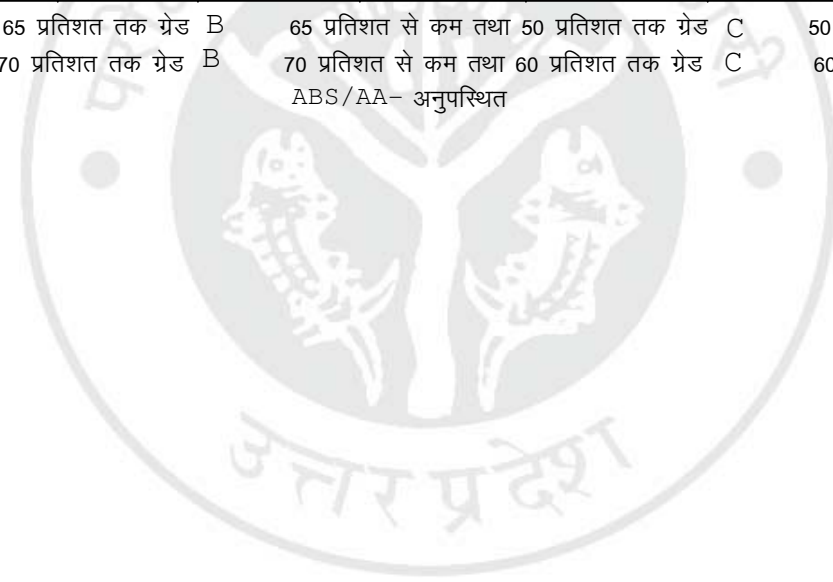 65 प्रतिशत तक ग्रेड B 65 प्रतिशत से कम तथा 50 प्रतिशत तक ग्रेड C 50
70 प्रतिशत तक ग्रेड B 70 प्रतिशत से कम तथा 60 प्रतिशत तक ग्रेड C 60
ABS/AA- अनुपस्थित
उत्तर प्रदेश